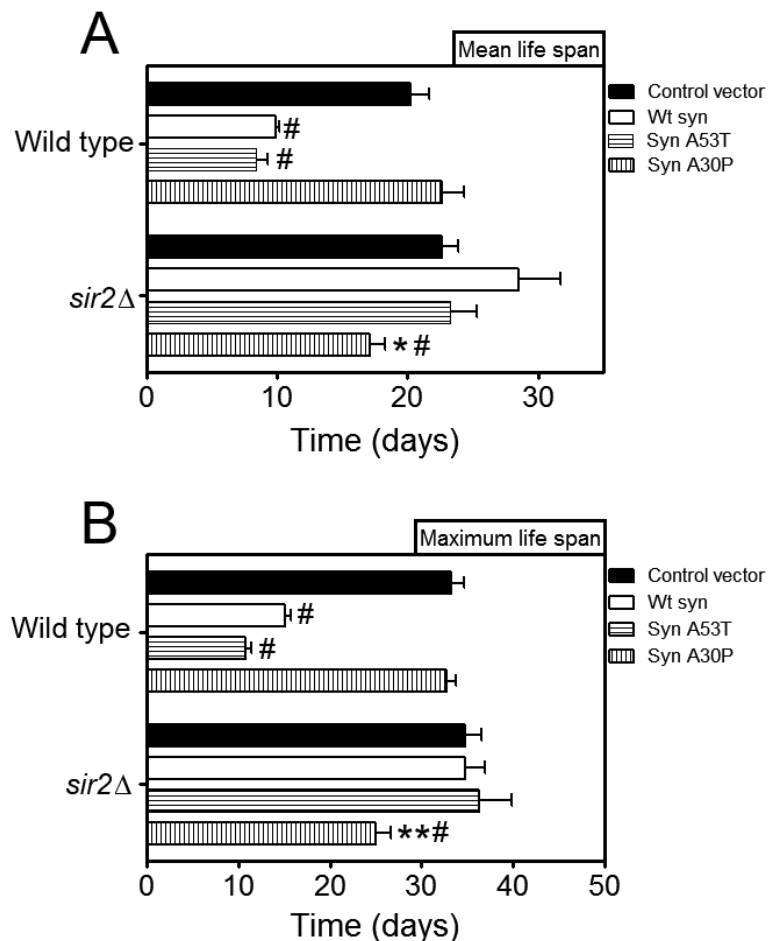 A
Mean life span
Control vector
Wt syn
Syn A53T
Syn A30P
Wild type
#
#
sir2Δ
*#
0 10 20 30
Time (days)
B
Maximum life span
Control vector
Wt syn
Syn A53T
Syn A30P
Wild type
#
#
sir2Δ
**#
0 10 20 30 40 50
Time (days)